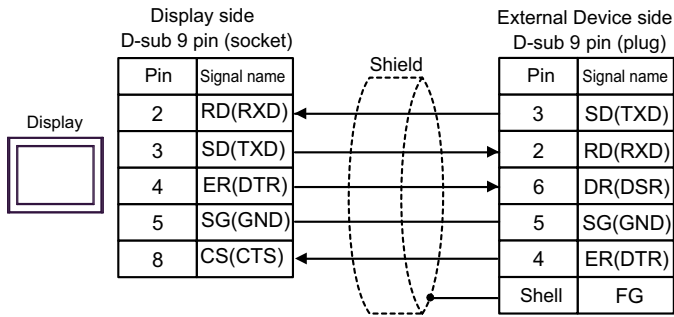 Display side
D-sub 9 pin (socket)
External Device side
D-sub 9 pin (plug)
Shield
Pin Signal name Pin Signal name
Display
2 RD(RXD) 3 SD(TXD)
3 SD(TXD) 2 RD(RXD)
4 ER(DTR) 6 DR(DSR)
5 SG(GND) 5 SG(GND)
8 CS(CTS) 4 ER(DTR)
Shell FG